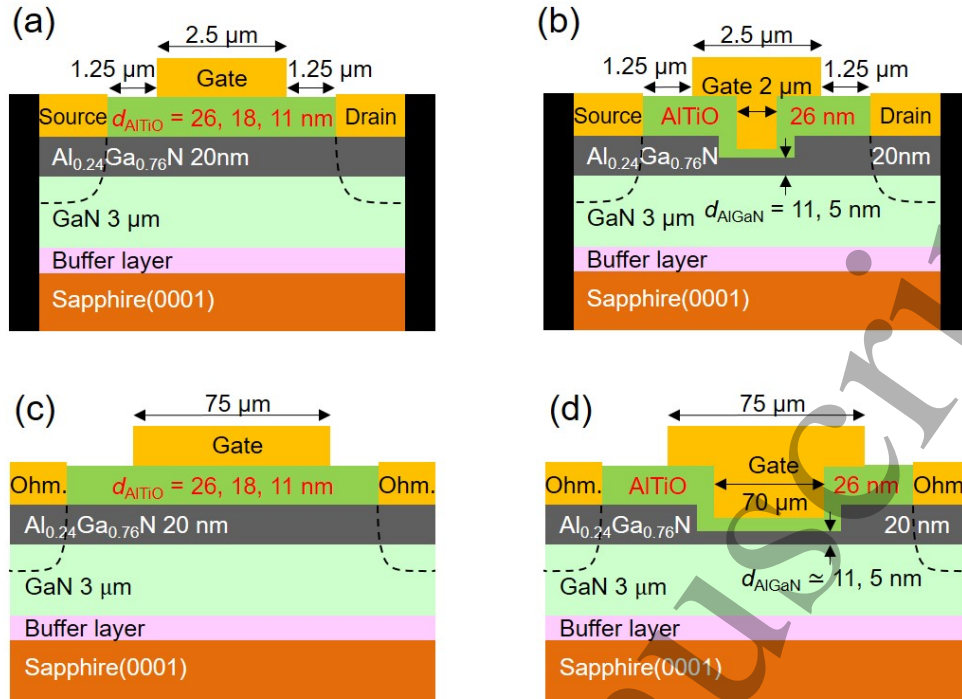 (a)
2.5 µm
1.25 µm
1.25 µm
Gate
Source
d_AlTiO = 26, 18, 11 nm
Drain
Al0.24Ga0.76N 20nm
GaN 3 µm
Buffer layer
Sapphire(0001)
(b)
2.5 µm
1.25 µm
1.25 µm
Gate 2 µm
Source
AlTiO
26 nm
Drain
Al0.24Ga0.76N
20nm
GaN 3 µm
d_AlGaN = 11, 5 nm
Buffer layer
Sapphire(0001)
(c)
75 µm
Gate
Ohm.
d_AlTiO = 26, 18, 11 nm
Ohm.
Al0.24Ga0.76N 20 nm
GaN 3 µm
Buffer layer
Sapphire(0001)
(d)
75 µm
Gate
Ohm.
AlTiO
70 µm
26 nm
Ohm.
Al0.24Ga0.76N
20 nm
GaN 3 µm
d_AlGaN ≃ 11, 5 nm
Buffer layer
Sapphire(0001)
uscri